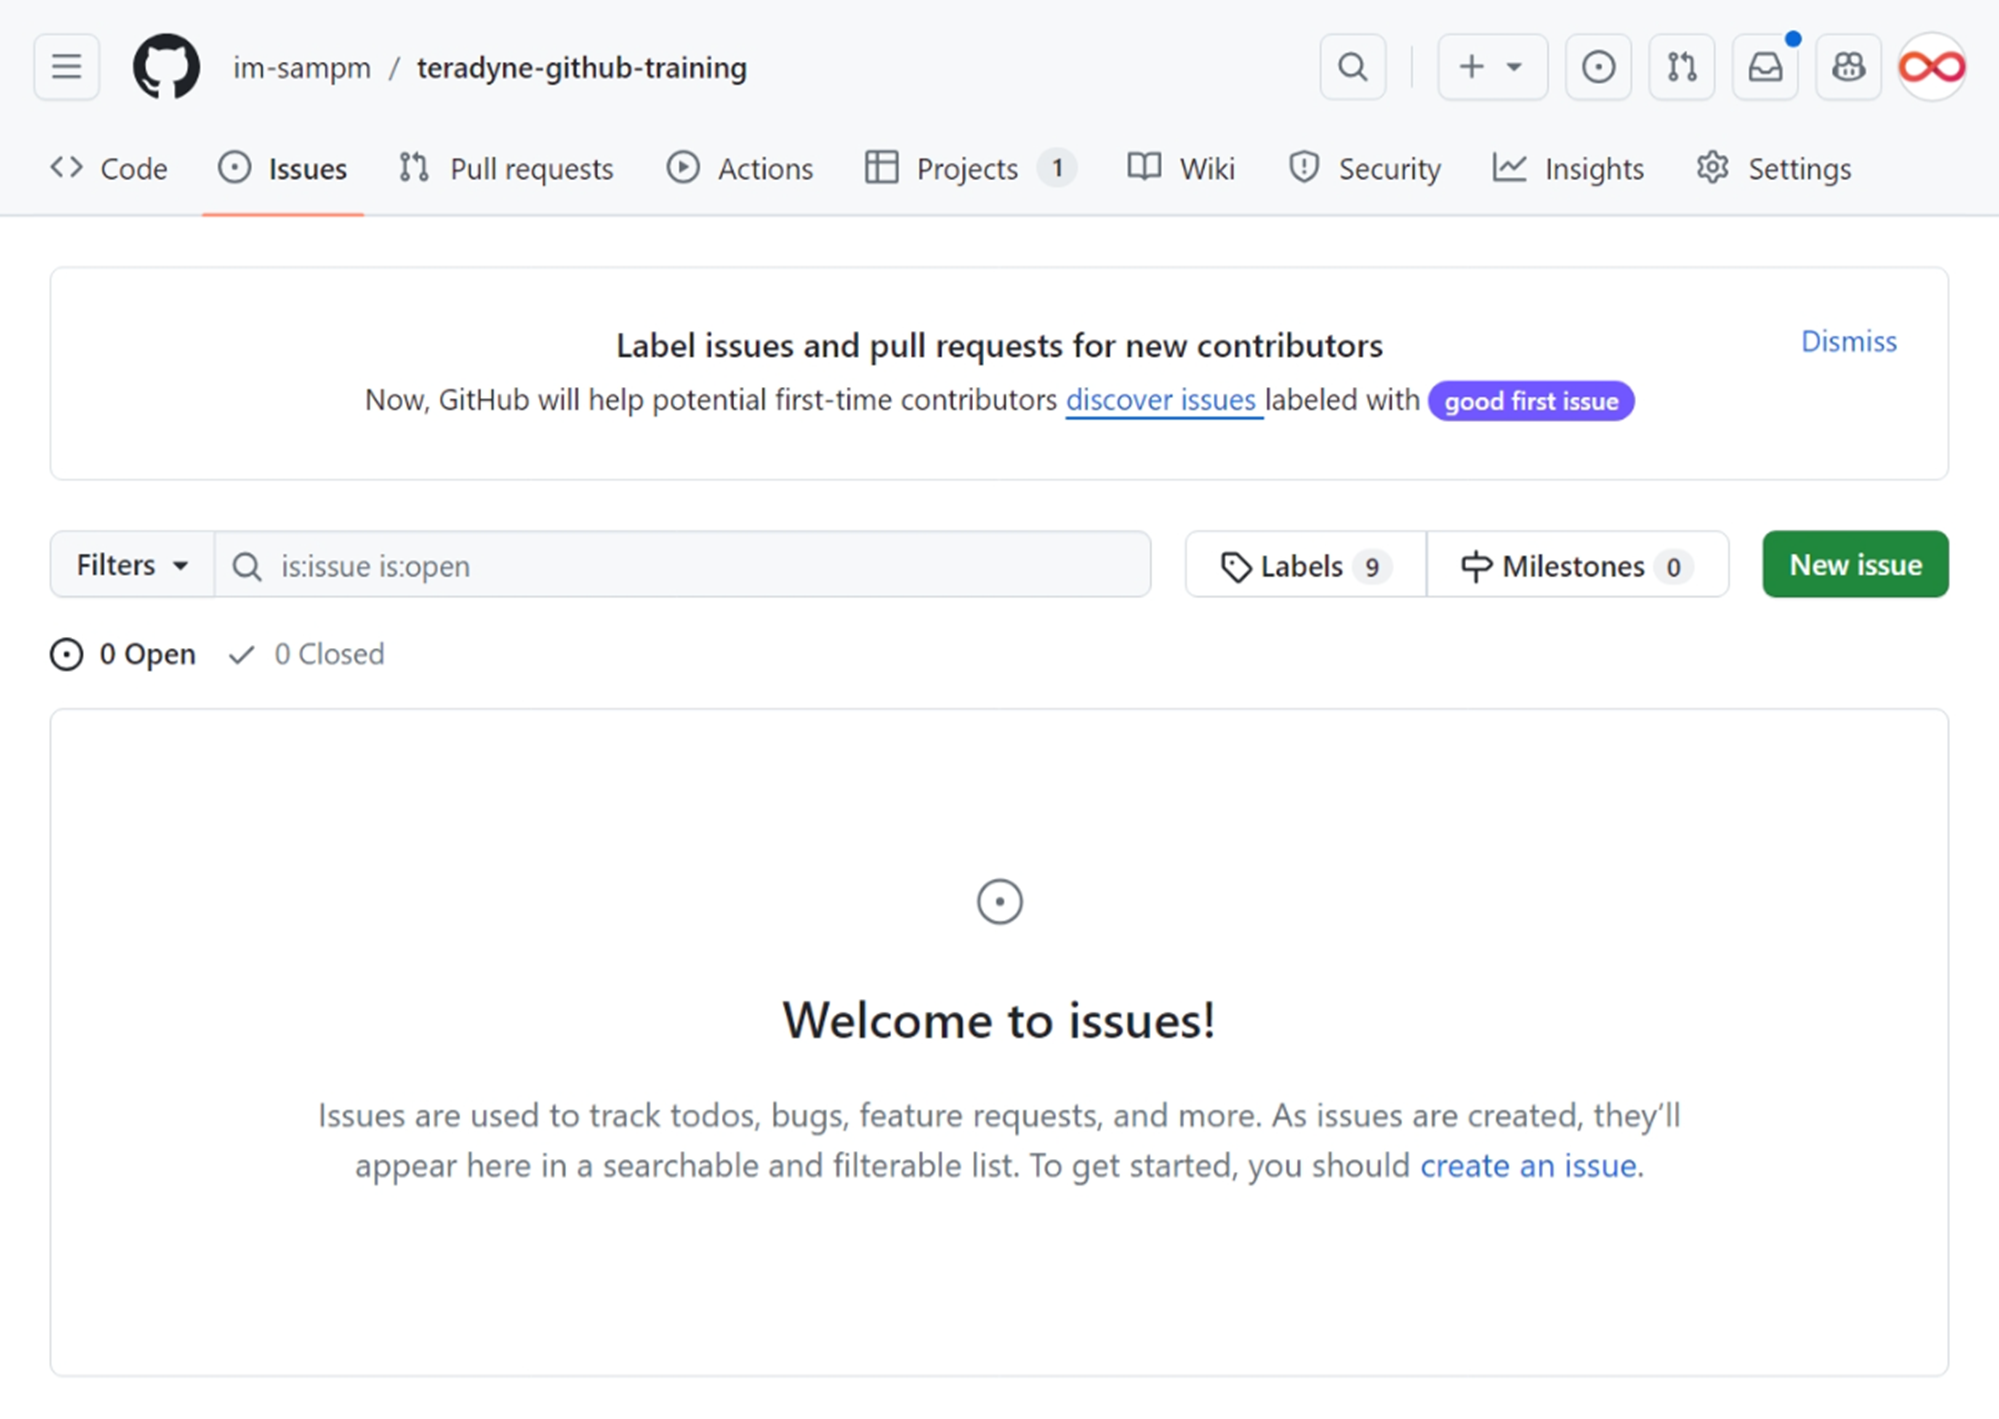 im-sampm / teradyne-github-training
Code Issues Pull requests Actions Projects 1 Wiki Security Insights Settings
Label issues and pull requests for new contributors
Dismiss
Now, GitHub will help potential first-time contributors discover issues labeled with good first issue
Filters is:issue is:open Labels 9 Milestones 0 New issue
0 Open 0 Closed
Welcome to issues!
Issues are used to track todos, bugs, feature requests, and more. As issues are created, they’ll
appear here in a searchable and filterable list. To get started, you should create an issue.